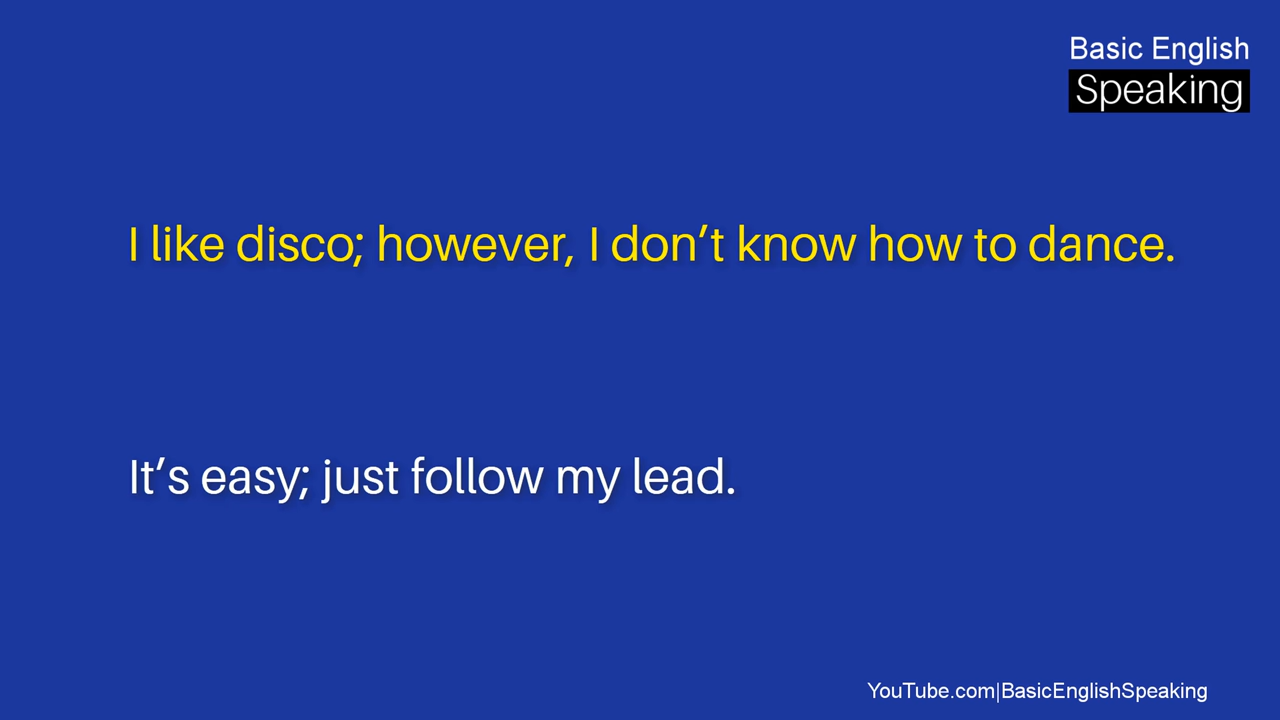 Basic English
Speaking
I like disco; however, I don’t know how to dance.
It’s easy; just follow my lead.
YouTube.com|BasicEnglishSpeaking